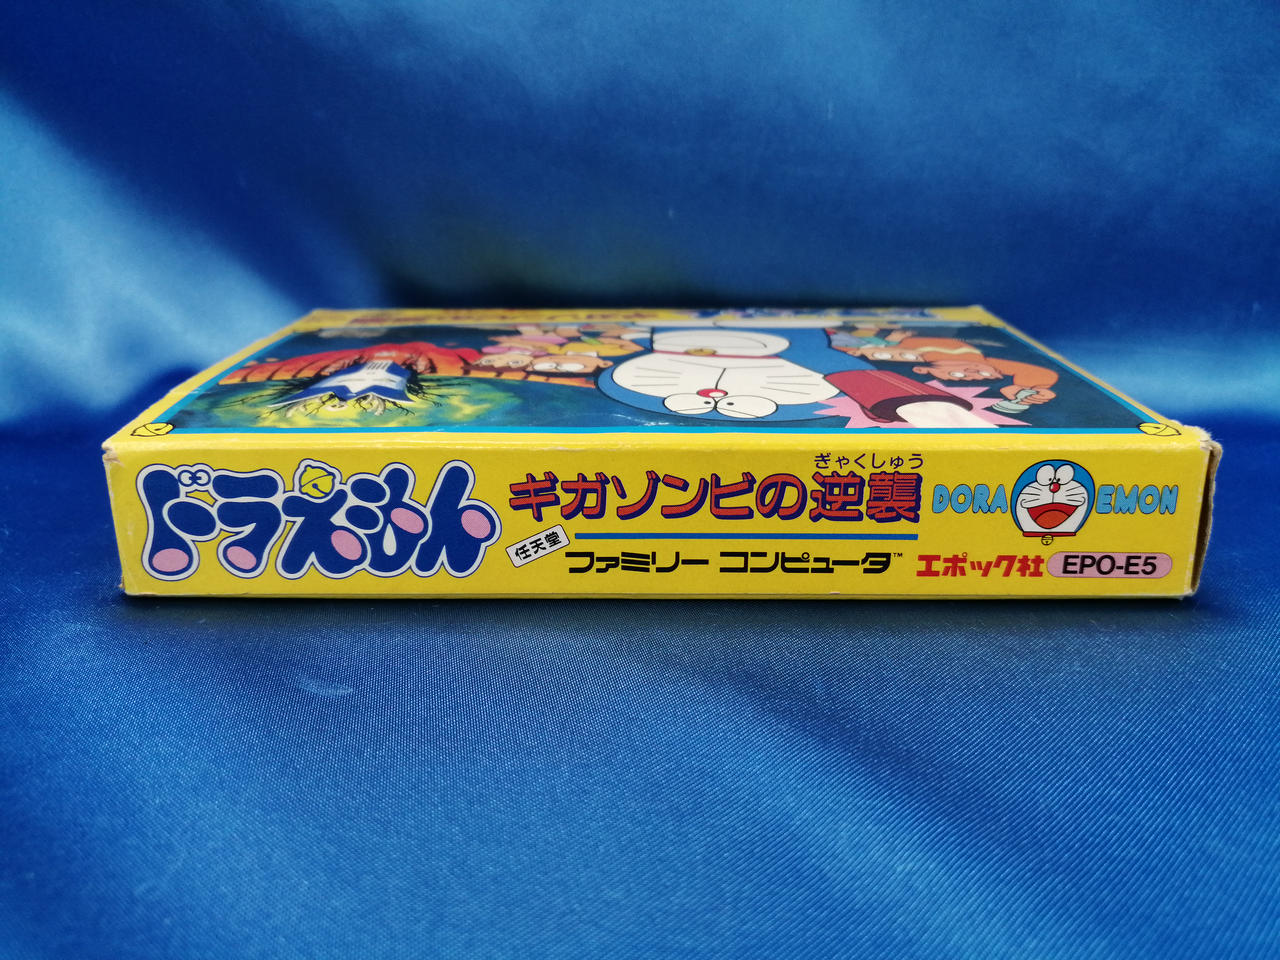 ドラえもん
ぎゃくしゅう
ギガゾンビの逆襲
DORA EMON
任天堂
ファミリー コンピュータ™
エポック社 EPO-E5